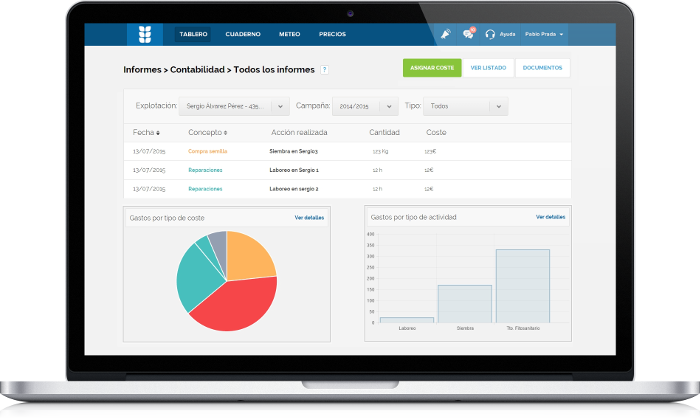 TABLERO CUADERNO METEO PRECIOS Ayuda Pablo Prada
Informes > Contabilidad > Todos los informes ?
ASIGNAR COSTE VER LISTADO DOCUMENTOS
Explotación: Sergio Álvarez Pérez - 435... Campaña: 2014/2015 Tipo: Todos
Fecha Concepto Acción realizada Cantidad Coste
13/07/2015 Compra semilla Siembra en Sergio3 123 Kg 123€
13/07/2015 Reparaciones Laboreo en Sergio 1 12 h 12€
13/07/2015 Reparaciones Laboreo en sergio 2 12 h 12€
Gastos por tipo de coste Ver detalles
Gastos por tipo de actividad Ver detalles
400
350
300
250
200
150
100
50
0
Laboreo Siembra Tto. Fitosanitario